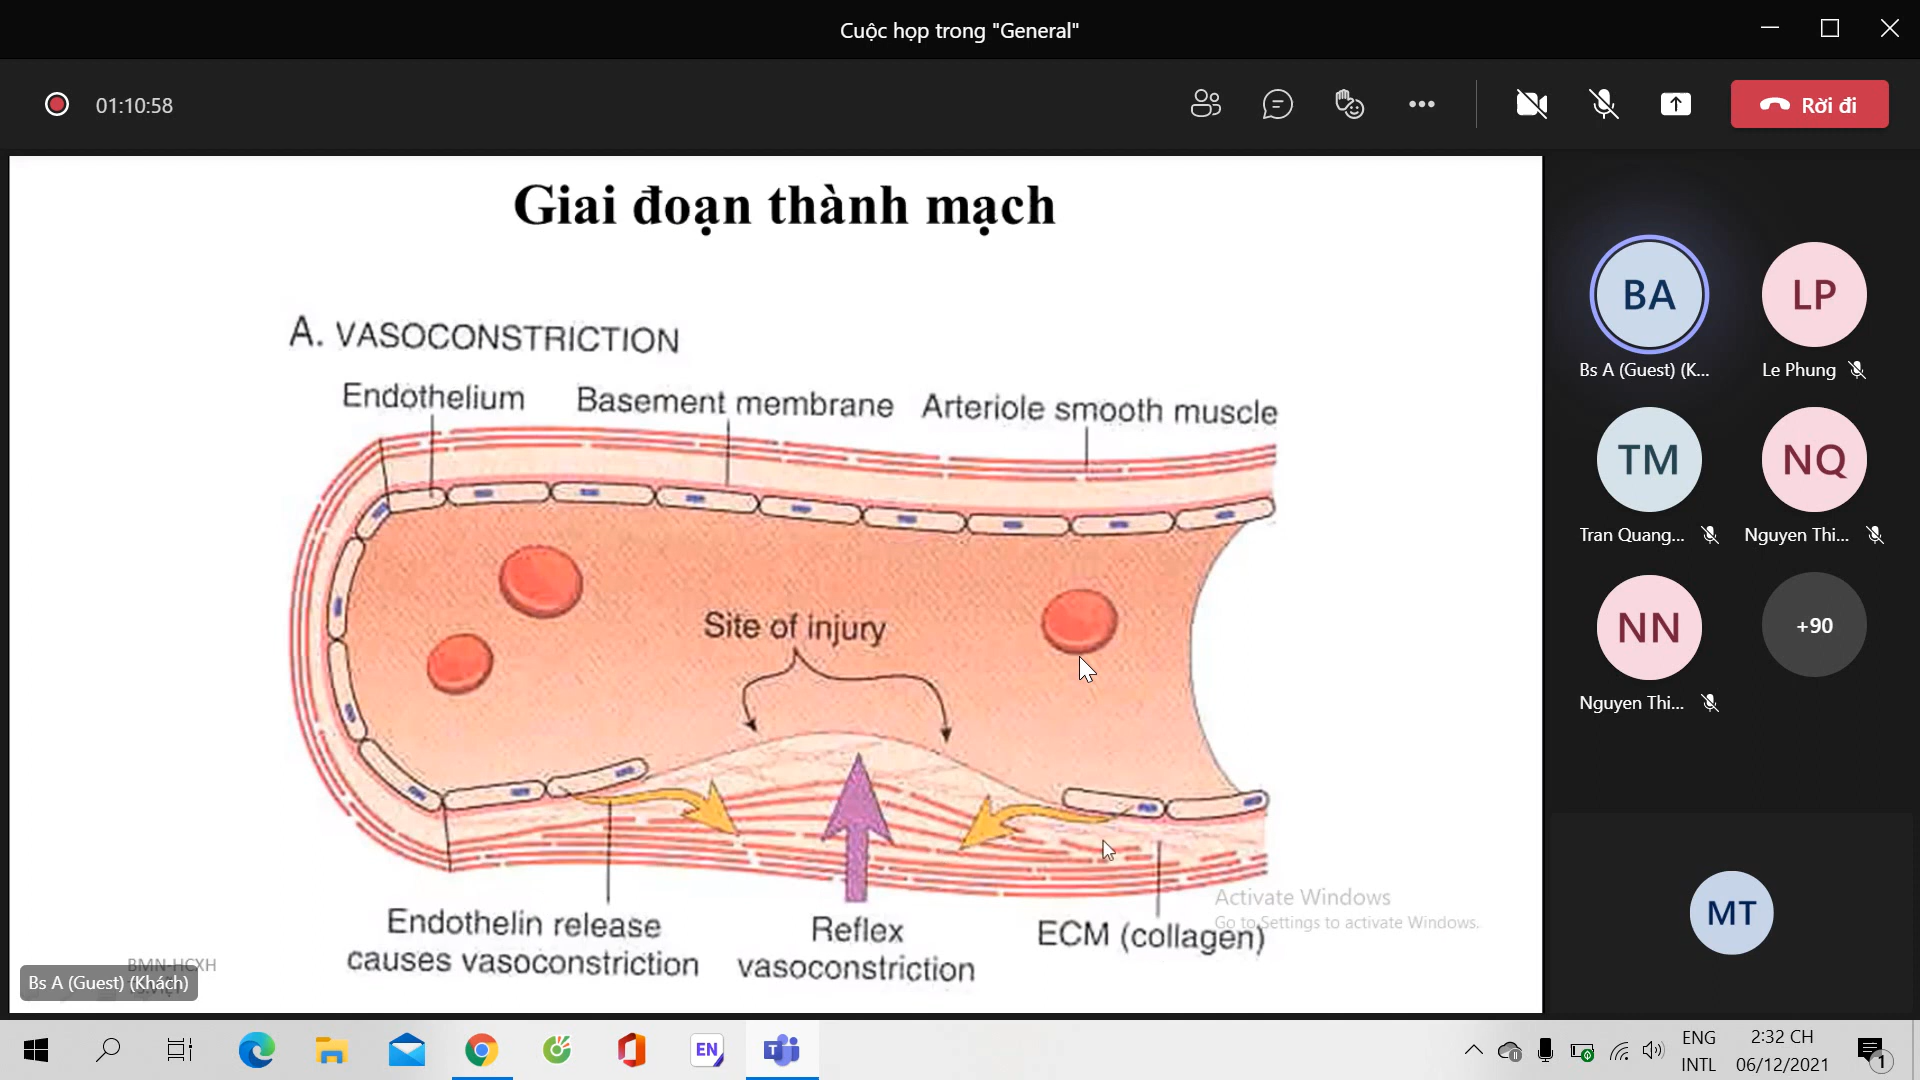 Cuộc họp trong "General"
01:10:58
Rời đi
Giai đoạn thành mạch
A. VASOCONSTRICTION
Endothelium
Basement membrane
Arteriole smooth muscle
Site of injury
Endothelin release
causes vasoconstriction
Reflex
vasoconstriction
ECM (collagen)
Activate Windows
Go to Settings to activate Windows.
BMN-HCXH
Bs A (Guest) (Khách)
BA
Bs A (Guest) (K...
LP
Le Phung
TM
Tran Quang...
NQ
Nguyen Thi...
NN
Nguyen Thi...
+90
MT
EN
T
ENG
INTL
2:32 CH
06/12/2021
1